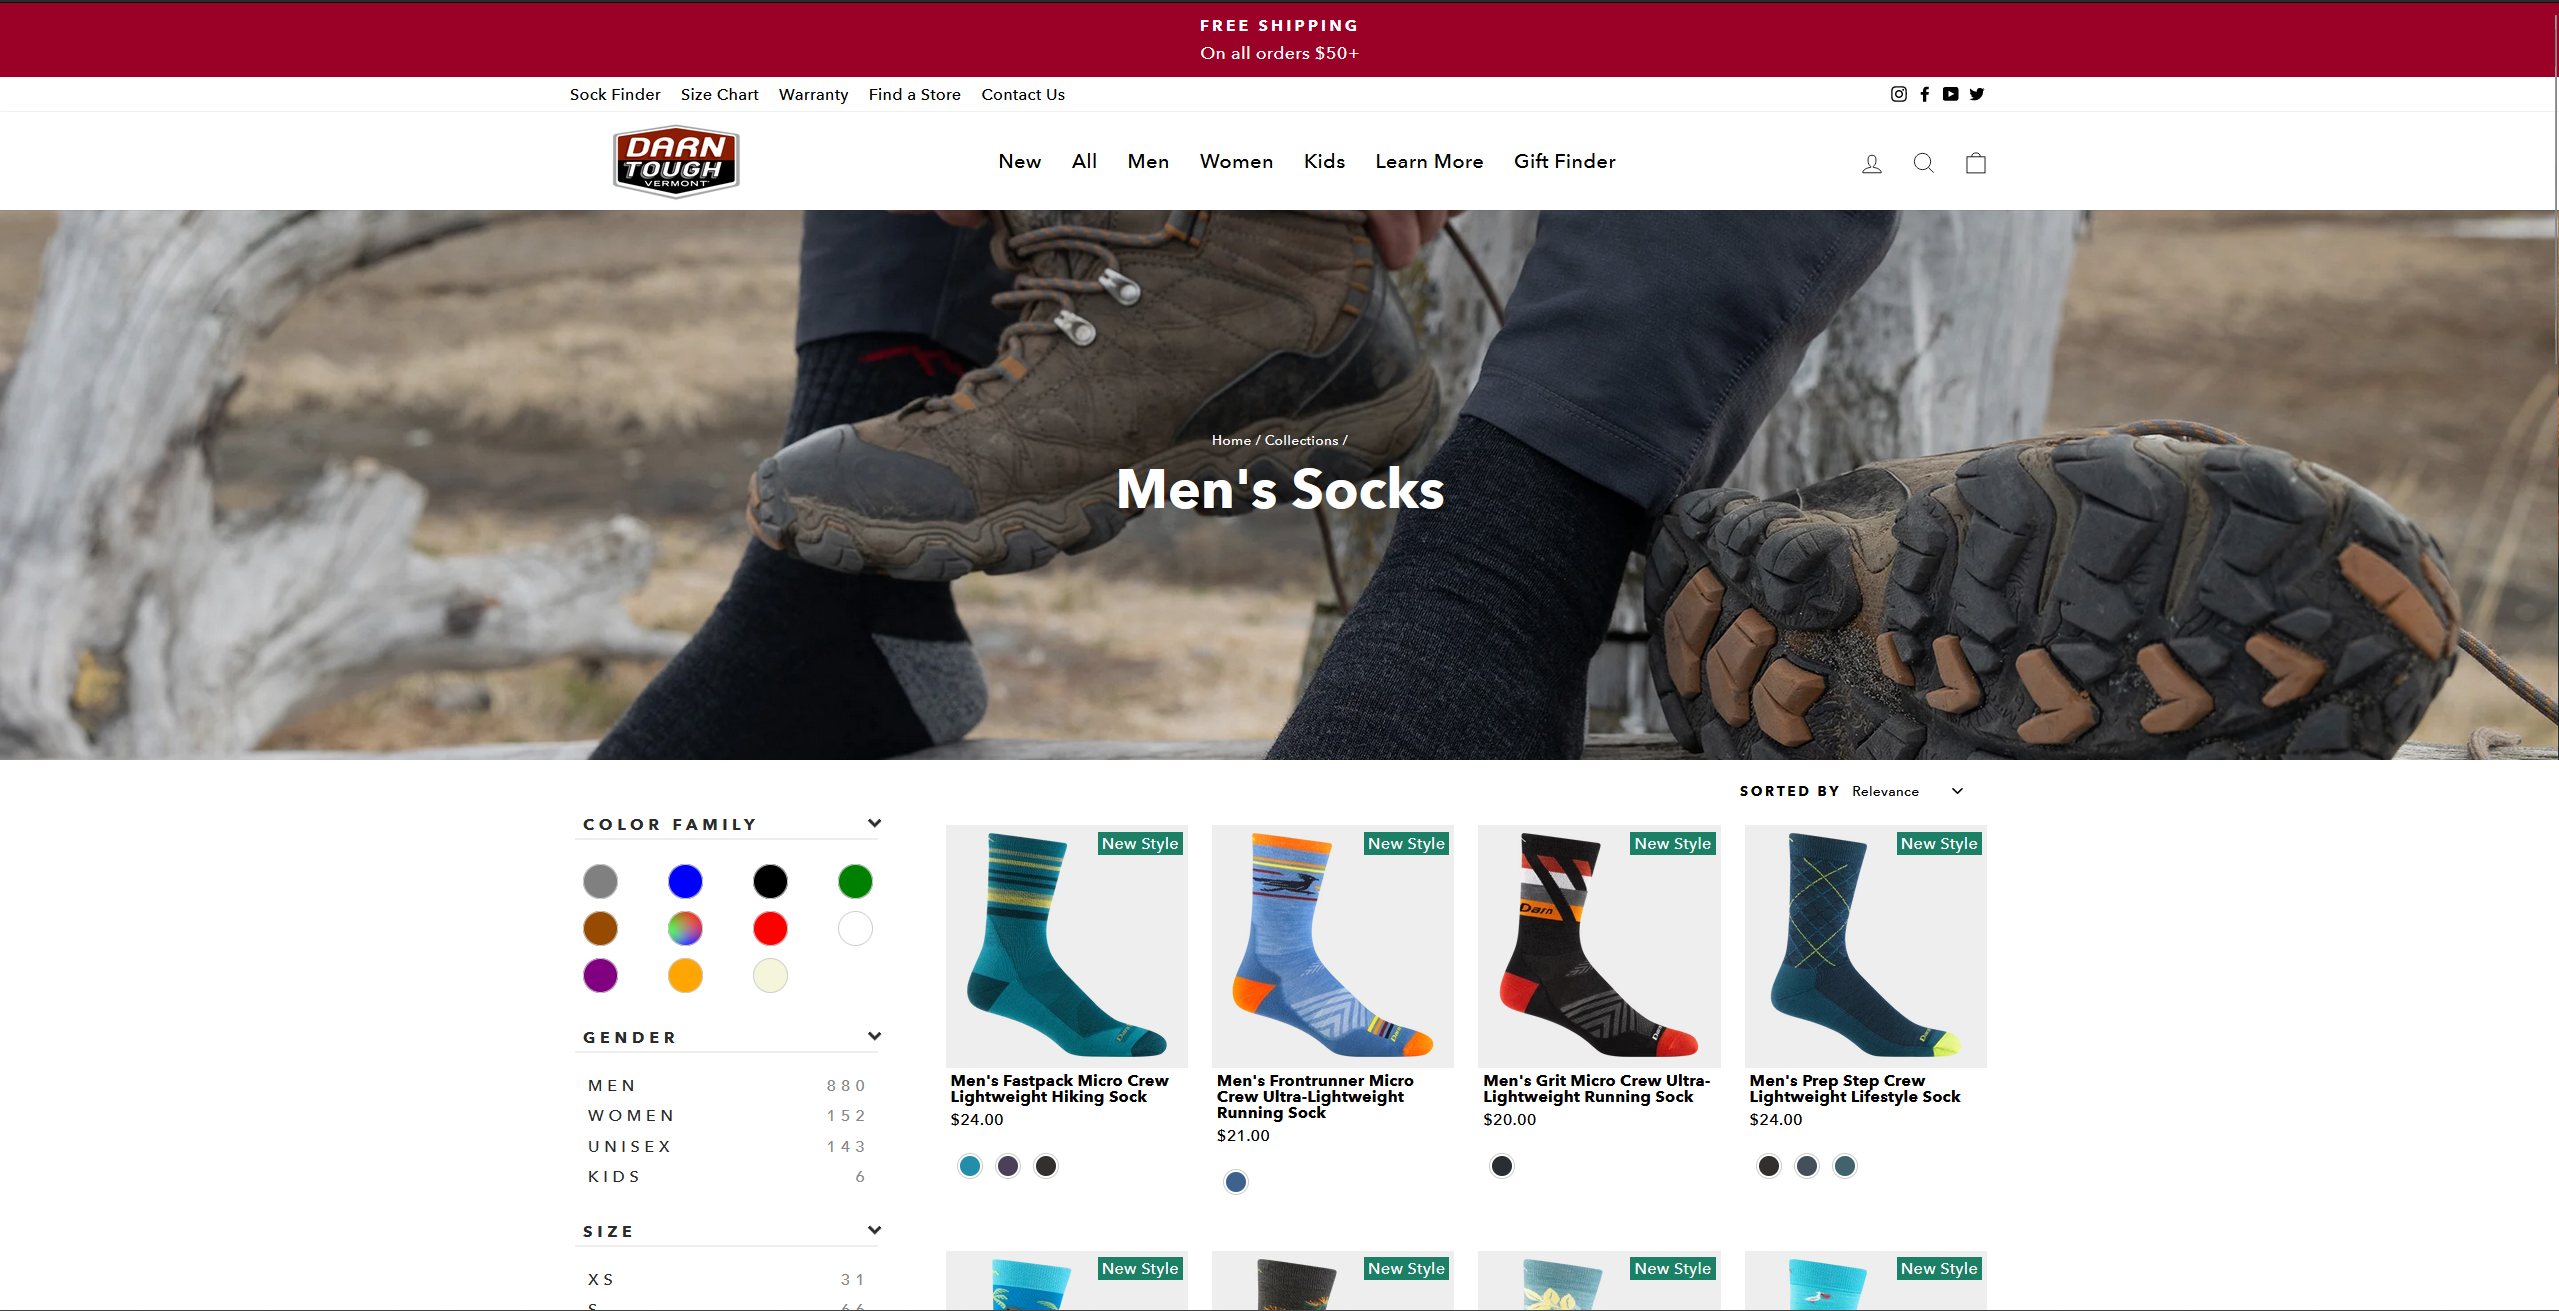 FREE SHIPPING
On all orders $50+
Sock Finder Size Chart Warranty Find a Store Contact Us
DARN
TOUGH
VERMONT
New All Men Women Kids Learn More Gift Finder
Home / Collections /
Men's Socks
SORTED BY Relevance
COLOR FAMILY
GENDER
MEN 880
WOMEN 152
UNISEX 143
KIDS 6
SIZE
XS 31
S 66
New Style
Darn
Men's Fastpack Micro Crew
Lightweight Hiking Sock
$24.00
New Style
Men's Frontrunner Micro
Crew Ultra-Lightweight
Running Sock
$21.00
New Style
Darn
Men's Grit Micro Crew Ultra-
Lightweight Running Sock
$20.00
New Style
Men's Prep Step Crew
Lightweight Lifestyle Sock
$24.00
New Style
New Style
New Style
New Style